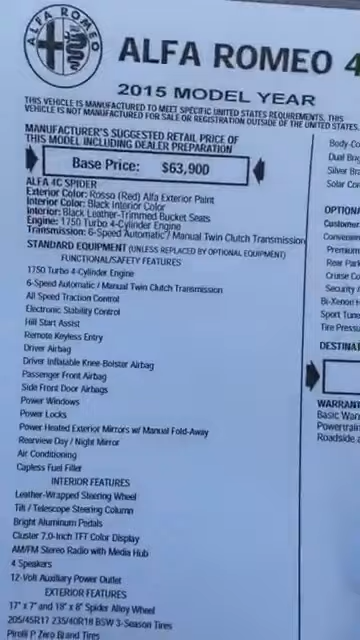 ALFA ROMEO
ALFA ROMEO 4
2015 MODEL YEAR
THIS VEHICLE IS MANUFACTURED TO MEET SPECIFIC UNITED STATES REQUIREMENTS. THIS
VEHICLE IS NOT MANUFACTURED FOR SALE OR REGISTRATION OUTSIDE OF THE UNITED STATES.
MANUFACTURER'S SUGGESTED RETAIL PRICE OF
THIS MODEL INCLUDING DEALER PREPARATION
Base Price: $63,900
ALFA 4C SPIDER
Exterior Color: Rosso (Red) Alfa Exterior Paint
Interior Color: Black Interior Color
Interior: Black Leather-Trimmed Bucket Seats
Engine: 1750 Turbo 4-Cylinder Engine
Transmission: 6-Speed Automatic / Manual Twin Clutch Transmission
STANDARD EQUIPMENT (UNLESS REPLACED BY OPTIONAL EQUIPMENT)
FUNCTIONAL/SAFETY FEATURES
1750 Turbo 4-Cylinder Engine
6-Speed Automatic / Manual Twin Clutch Transmission
All Speed Traction Control
Electronic Stability Control
Hill Start Assist
Remote Keyless Entry
Driver Airbag
Driver Inflatable Knee-Bolster Airbag
Passenger Front Airbag
Side Front Door Airbags
Power Windows
Power Locks
Power Heated Exterior Mirrors w/ Manual Fold-Away
Rearview Day / Night Mirror
Air Conditioning
Capless Fuel Filler
INTERIOR FEATURES
Leather-Wrapped Steering Wheel
Tilt / Telescope Steering Column
Bright Aluminum Pedals
Cluster 7.0-Inch TFT Color Display
AM/FM Stereo Radio with Media Hub
4 Speakers
12-Volt Auxiliary Power Outlet
EXTERIOR FEATURES
17" x 7" and 18" x 8" Spider Alloy Wheel
205/45R17 235/40R18 BSW 3-Season Tires
Pirelli P Zero Brand Tires
Body-Co
Dual Bri
Silver Bra
Solar Con
OPTIONA
Customer
Convenien
Premium
Rear Park
Cruise Co
Security A
Bi-Xenon H
Sport Tune
Tire Pressu
DESTINAT
WARRANT
Basic Warr
Powertrain
Roadside